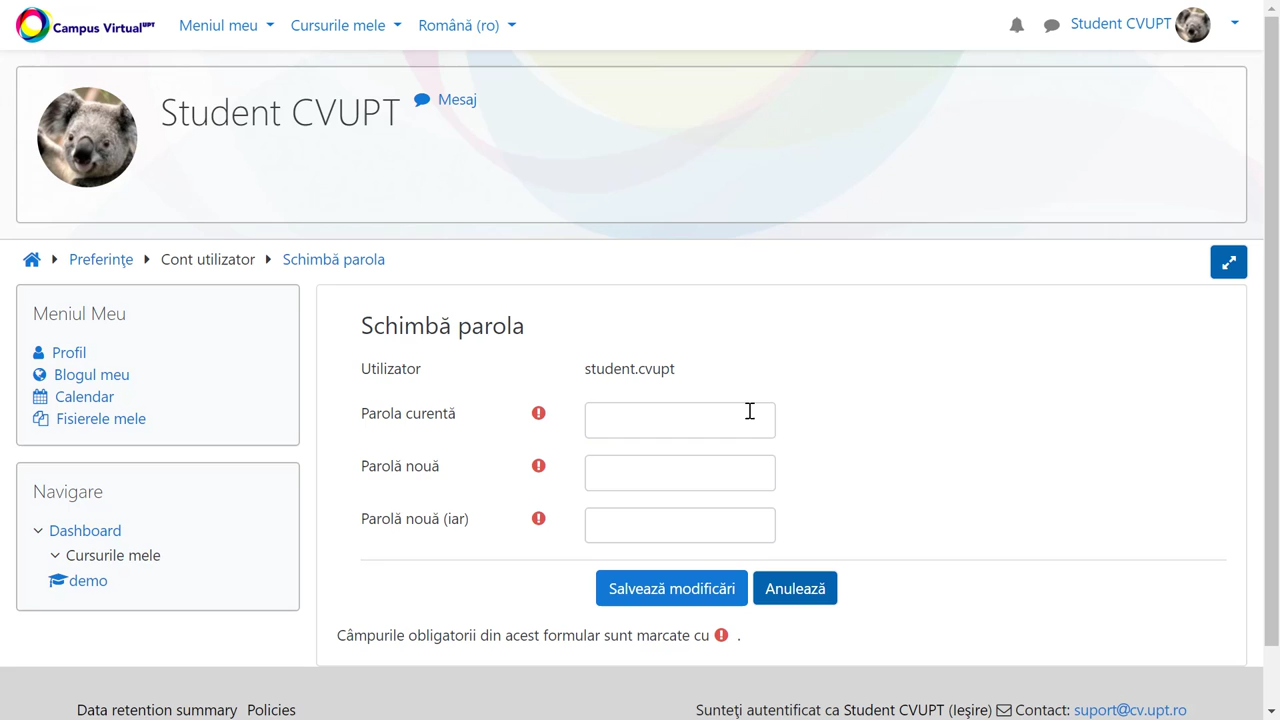 Campus Virtual UPT Meniul meu Cursurile mele Română (ro) Student CVUPT
Student CVUPT Mesaj
Preferinţe Cont utilizator Schimbă parola
Meniul Meu
Profil
Blogul meu
Calendar
Fisierele mele
Navigare
Dashboard
Cursurile mele
demo
Schimbă parola
Utilizator student.cvupt
Parola curentă
Parolă nouă
Parolă nouă (iar)
Salvează modificări Anulează
Câmpurile obligatorii din acest formular sunt marcate cu .
Data retention summary Policies Sunteţi autentificat ca Student CVUPT (Ieşire) Contact: suport@cv.upt.ro